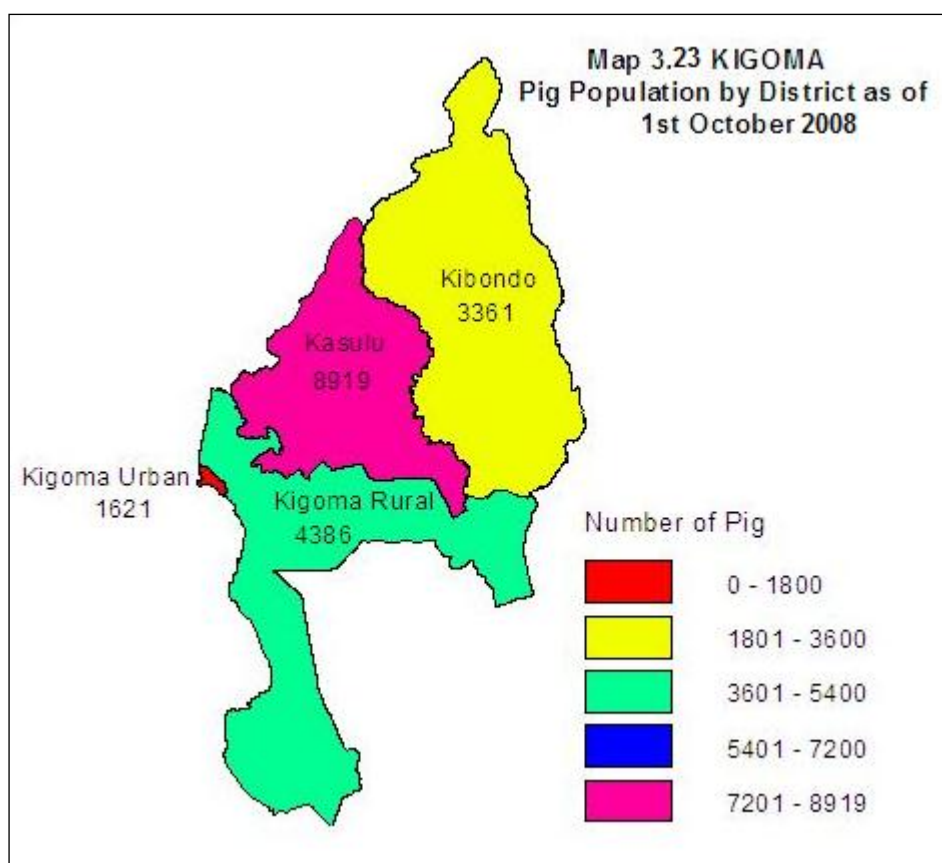 Map 3.23 KIGOMA
Pig Population by District as of
1st October 2008
Kibondo
3361
Kasulu
8919
Kigoma Urban
1621
Kigoma Rural
4386
Number of Pig
0 - 1800
1801 - 3600
3601 - 5400
5401 - 7200
7201 - 8919